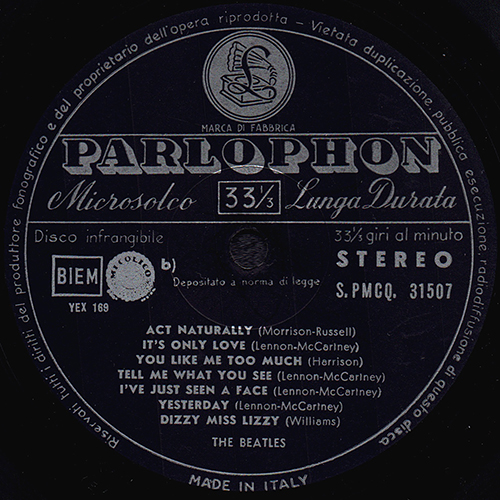 Riservati tutti i diritti del produttore fonografico e del proprietario dell'opera riprodotta - Vietata duplicazione, pubblica esecuzione, radiodiffusione di questo disco
£
MARCA DI FABBRICA
PARLOPHON
Microsolco 33 1/3 Lunga Durata
Disco infrangibile
33 1/3 giri al minuto
BIEM
b)
Depositato a norma di legge
STEREO
YEX 169
S.PMCQ. 31507
ACT NATURALLY (Morrison-Russell)
IT'S ONLY LOVE (Lennon-McCartney)
YOU LIKE ME TOO MUCH (Harrison)
TELL ME WHAT YOU SEE (Lennon-McCartney)
I'VE JUST SEEN A FACE (Lennon-McCartney)
YESTERDAY (Lennon-McCartney)
DIZZY MISS LIZZY (Williams)
THE BEATLES
MADE IN ITALY